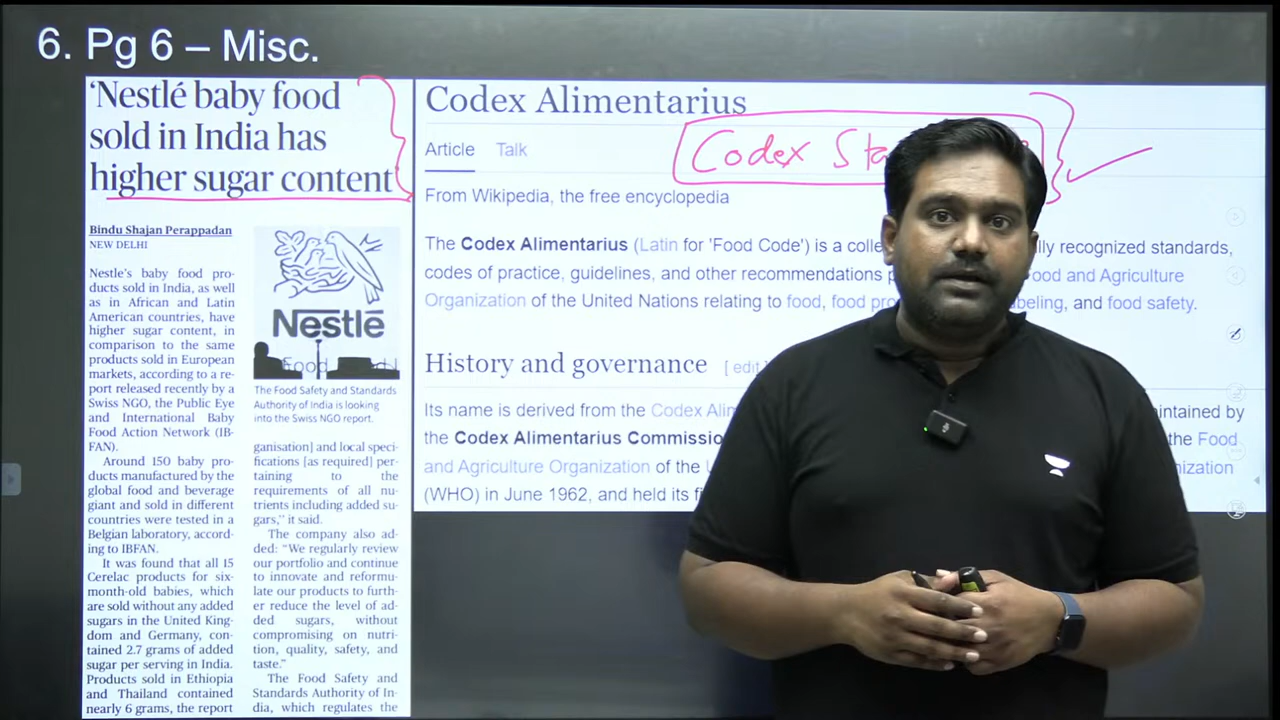 6. Pg 6 – Misc.
‘Nestlé baby food
sold in India has
higher sugar content’
Bindu Shajan Perappadan
NEW DELHI
Nestle's baby food pro-
ducts sold in India, as well
as in African and Latin
American countries, have
higher sugar content, in
comparison to the same
products sold in European
markets, according to a re-
port released recently by a
Swiss NGO, the Public Eye
and International Baby
Food Action Network (IB-
FAN).
Around 150 baby pro-
ducts manufactured by the
global food and beverage
giant and sold in different
countries were tested in a
Belgian laboratory, accord-
ing to IBFAN.
It was found that all 15
Cerelac products for six-
month-old babies, which
are sold without any added
sugars in the United King-
dom and Germany, con-
tained 2.7 grams of added
sugar per serving in India.
Products sold in Ethiopia
and Thailand contained
nearly 6 grams, the report
Nestlé
The Food Safety and Standards
Authority of India is looking
into the Swiss NGO report.
ganisation] and local speci-
fications [as required] per-
taining to the
requirements of all nu-
trients including added su-
gars,” it said.
The company also ad-
ded: “We regularly review
our portfolio and continue
to innovate and reformu-
late our products to furth-
er reduce the level of ad-
ded sugars, without
compromising on nutri-
tion, quality, safety, and
taste.”
The Food Safety and
Standards Authority of In-
dia, which regulates the
Codex Alimentarius
Codex Sta
Article Talk
From Wikipedia, the free encyclopedia
The Codex Alimentarius (Latin for 'Food Code') is a colle lly recognized standards,
codes of practice, guidelines, and other recommendations p Food and Agriculture
Organization of the United Nations relating to food, food pro beling, and food safety.
History and governance [ edit
Its name is derived from the Codex Alim intained by
the Codex Alimentarius Commissio the Food
and Agriculture Organization of the U nization
(WHO) in June 1962, and held its fi